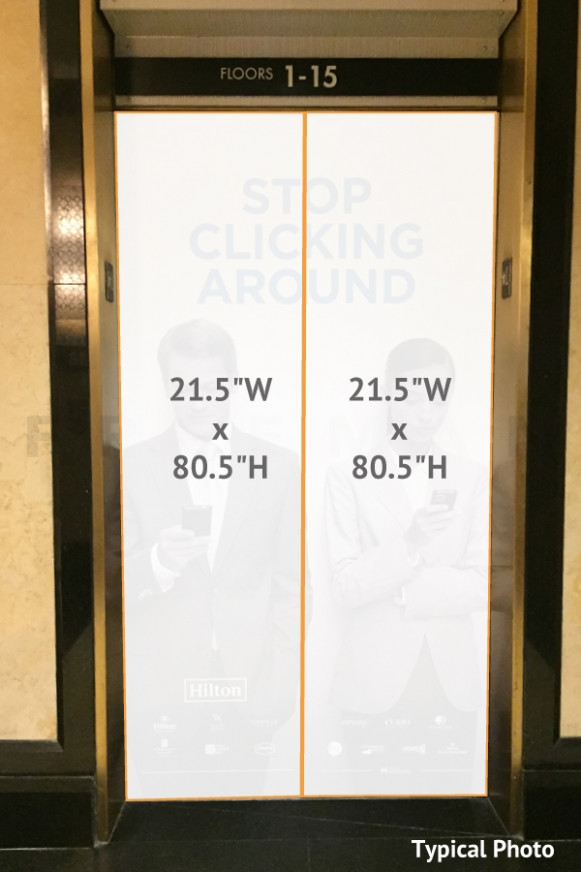 FLOORS 1-15
STOP
CLICKING
AROUND
21.5"W
x
80.5"H
21.5"W
x
80.5"H
Hilton
Typical Photo